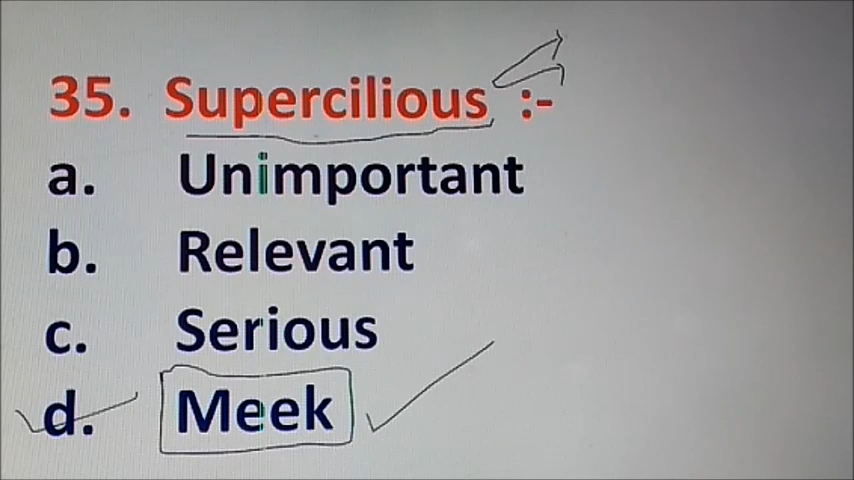 35. Supercilious :-
a. Unimportant
b. Relevant
c. Serious
d. Meek